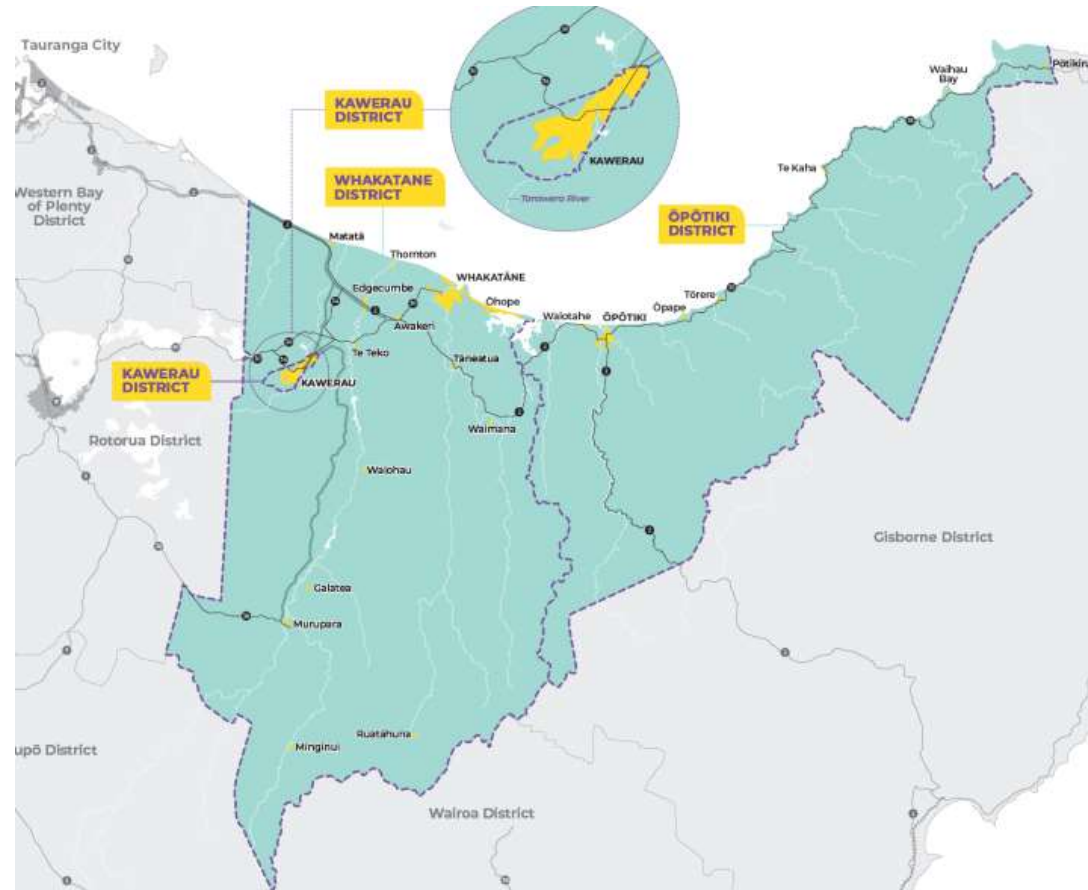 Tauranga City
KAWERAU
DISTRICT
WHAKATANE
DISTRICT
KAWERAU
Tarawera River
Waihau
Bay
Potikirua
Te Kaha
ŌPŌTIKI
DISTRICT
Western Bay
of Plenty
District
Matatā
Thornton
WHAKATĀNE
Edgecumbe
Ōhope
Awakeri
Waiotahe
ŌPŌTIKI
Ōpape
Tōrere
KAWERAU
DISTRICT
KAWERAU
Te Teko
Tāneatua
Waimana
Rotorua District
Waiohau
Galatea
Murupara
Gisborne District
Ruatāhuna
Minginui
upō District
Wairoa District